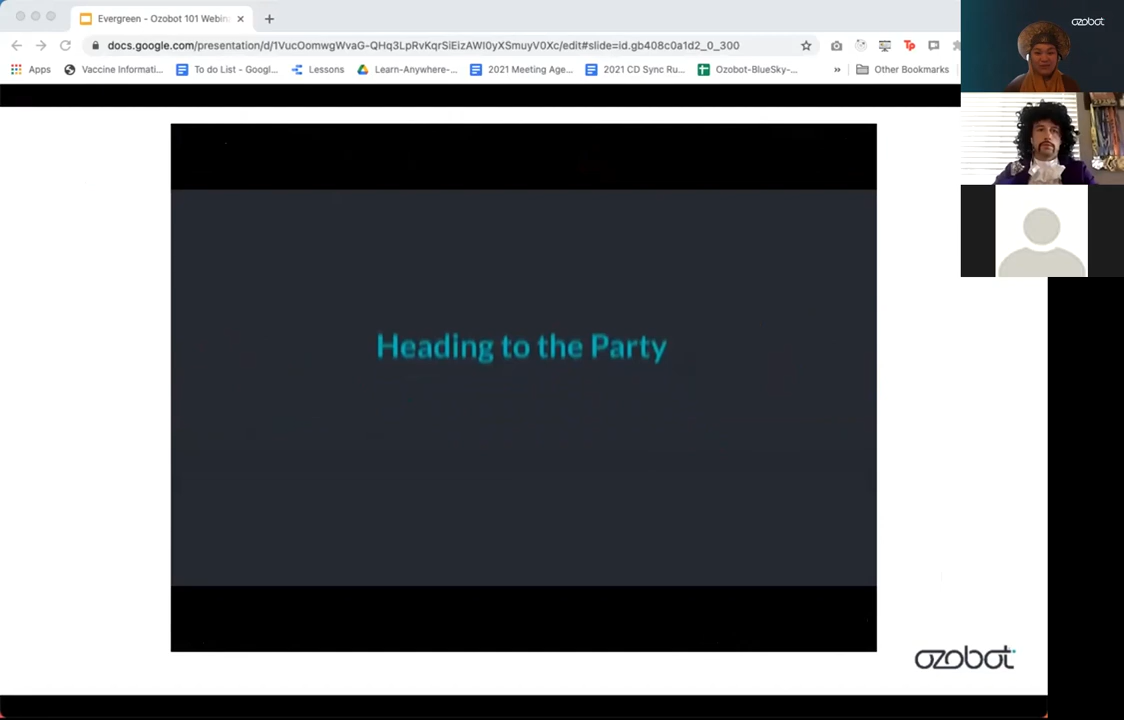 Evergreen - Ozobot 101 Webin
docs.google.com/presentation/d/1VucOomwgWvaG-QHq3LpRvKqrSiEizAWI0yXSmuyV0Xc/edit#slide=id.gb408c0a1d2_0_300
Apps Vaccine Informati... To do List - Googl... Lessons Learn-Anywhere-... 2021 Meeting Age... 2021 CD Sync Ru... Ozobot-BlueSky-... » Other Bookmarks
ozobot
Heading to the Party
ozobot